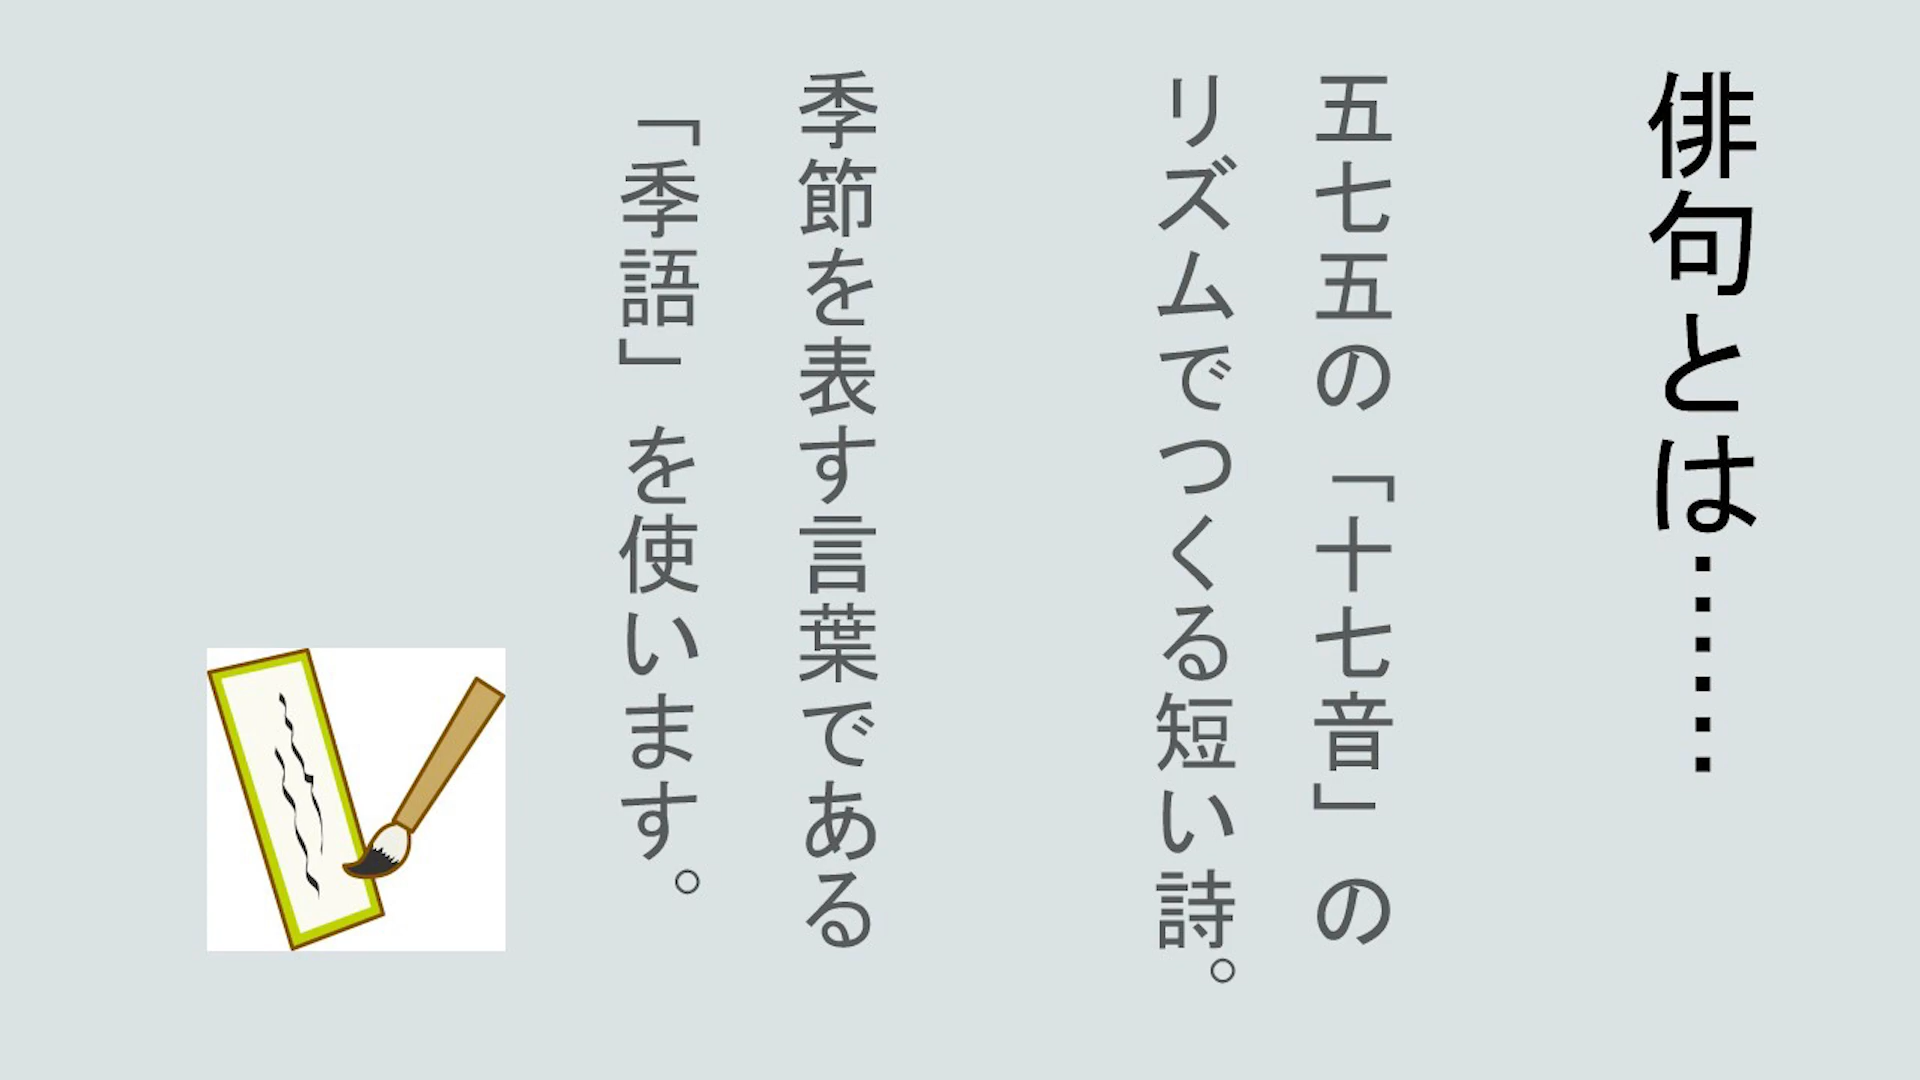 俳句とは……
五七五の「十七音」の
リズムでつくる短い詩。
季節を表す言葉である
「季語」を使います。